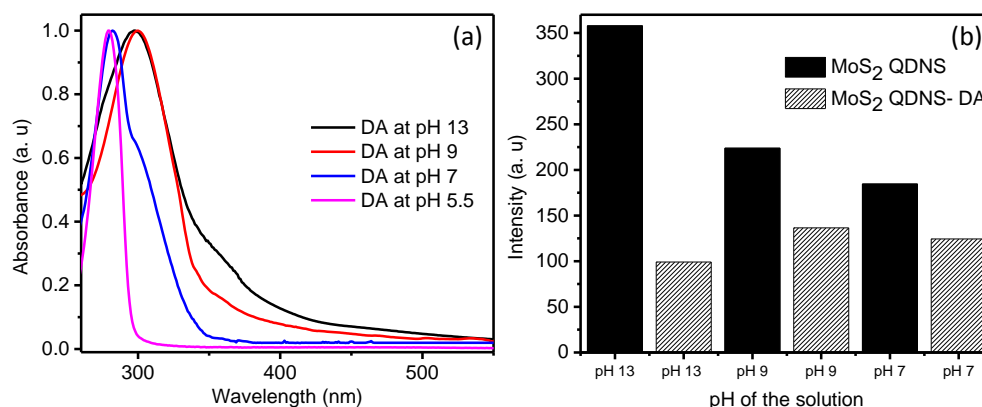 (a)
1.0
0.8
0.6
0.4
0.2
0.0
Absorbance (a. u)
DA at pH 13
DA at pH 9
DA at pH 7
DA at pH 5.5
300
400
500
Wavelength (nm)
(b)
350
300
250
200
150
100
50
0
Intensity (a. u)
MoS2 QDNS
MoS2 QDNS- DA
pH 13
pH 13
pH 9
pH 9
pH 7
pH 7
pH of the solution